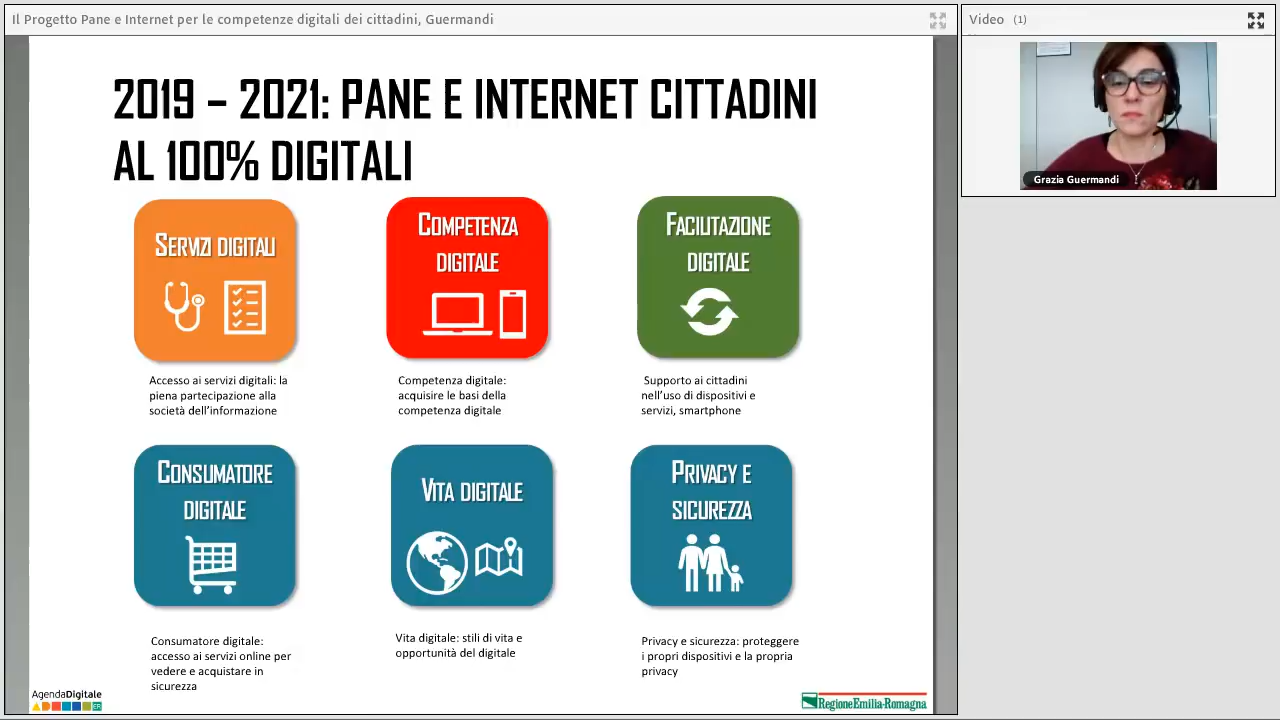 Il Progetto Pane e Internet per le competenze digitali dei cittadini, Guermandi
Video (1)
Grazia Guermandi
2019 – 2021: PANE E INTERNET CITTADINI
AL 100% DIGITALI
SERVIZI DIGITALI
COMPETENZA
DIGITALE
FACILITAZIONE
DIGITALE
Accesso ai servizi digitali: la
piena partecipazione alla
società dell'informazione
Competenza digitale:
acquisire le basi della
competenza digitale
Supporto ai cittadini
nell'uso di dispositivi e
servizi, smartphone
CONSUMATORE
DIGITALE
VITA DIGITALE
PRIVACY E
SICUREZZA
Consumatore digitale:
accesso ai servizi online per
vedere e acquistare in
sicurezza
Vita digitale: stili di vita e
opportunità del digitale
Privacy e sicurezza: proteggere
i propri dispositivi e la propria
privacy
AgendaDigitale
RegioneEmilia-Romagna